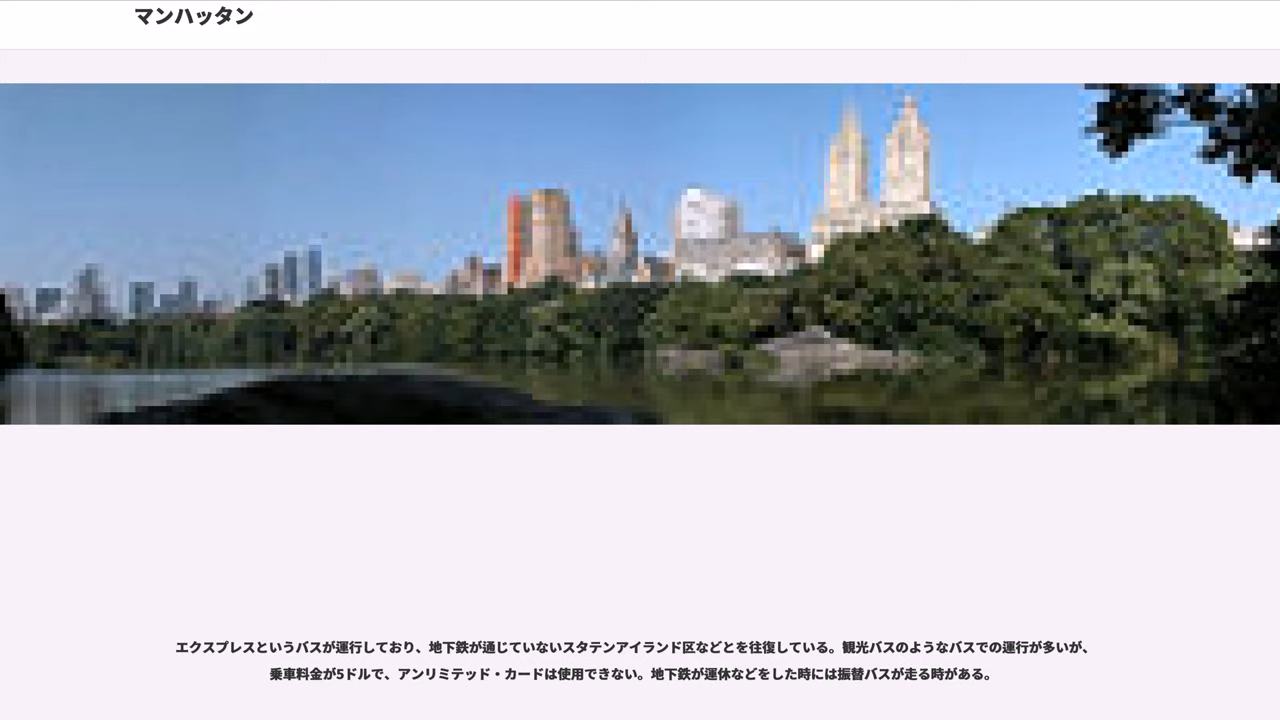 マンハッタン
エクスプレスというバスが運行しており、地下鉄が通じていないスタテンアイランド区などとを往復している。観光バスのようなバスでの運行が多いが、
乗車料金が5ドルで、アンリミテッド・カードは使用できない。地下鉄が運休などをした時には振替バスが走る時がある。